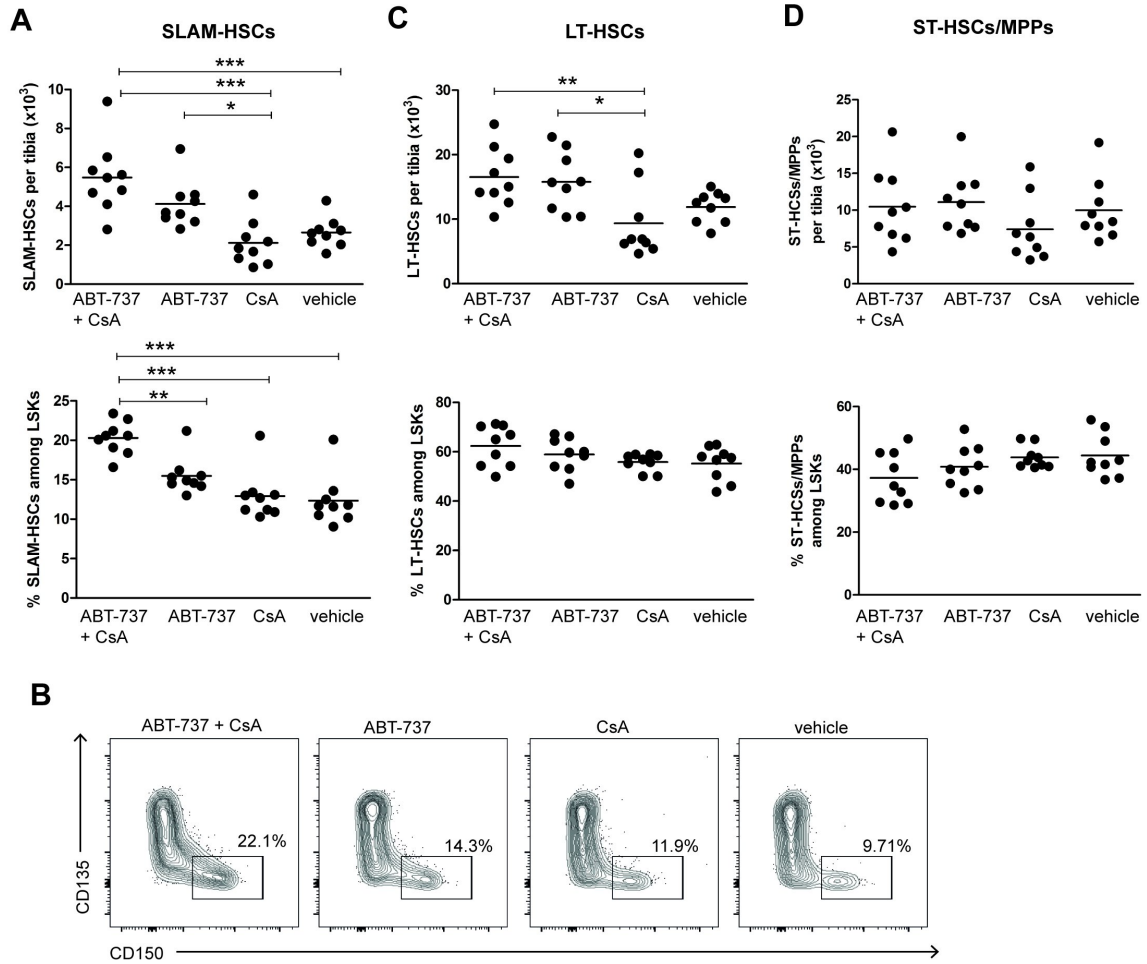 A
SLAM-HSCs
SLAM-HSCs per tibia (x10³)
10
8
6
4
2
0
***
***
*
ABT-737
+ CsA
ABT-737
CsA
vehicle
% SLAM-HSCs among LSKs
25
20
15
10
5
0
***
***
**
ABT-737
+ CsA
ABT-737
CsA
vehicle
C
LT-HSCs
LT-HSCs per tibia (x10³)
30
20
10
0
**
*
ABT-737
+ CsA
ABT-737
CsA
vehicle
% LT-HSCs among LSKs
80
60
40
20
0
ABT-737
+ CsA
ABT-737
CsA
vehicle
D
ST-HSCs/MPPs
ST-HCSs/MPPs
per tibia (x10³)
25
20
15
10
5
0
ABT-737
+ CsA
ABT-737
CsA
vehicle
% ST-HCSs/MPPs
among LSKs
60
40
20
0
ABT-737
+ CsA
ABT-737
CsA
vehicle
B
ABT-737 + CsA
ABT-737
CsA
vehicle
22.1%
14.3%
11.9%
9.71%
CD135
CD150